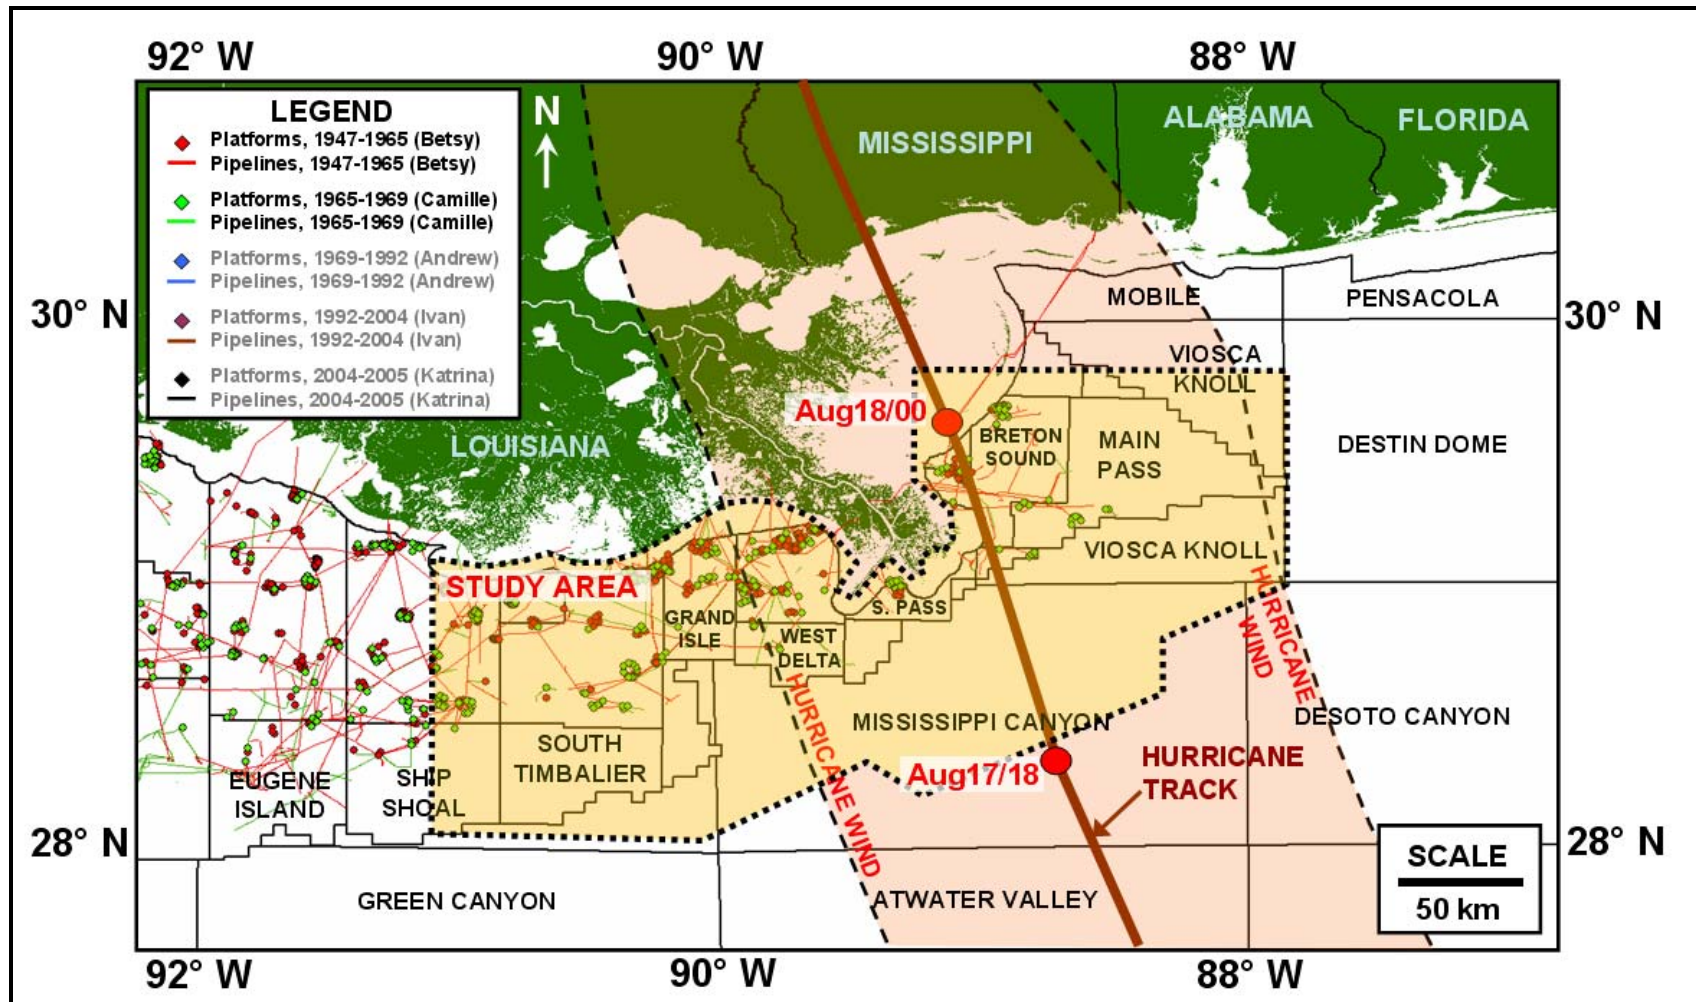 92° W
90° W
88° W
LEGEND
Platforms, 1947-1965 (Betsy)
Pipelines, 1947-1965 (Betsy)
Platforms, 1965-1969 (Camille)
Pipelines, 1965-1969 (Camille)
Platforms, 1969-1992 (Andrew)
Pipelines, 1969-1992 (Andrew)
Platforms, 1992-2004 (Ivan)
Pipelines, 1992-2004 (Ivan)
Platforms, 2004-2005 (Katrina)
Pipelines, 2004-2005 (Katrina)
N
MISSISSIPPI
ALABAMA
FLORIDA
30° N
MOBILE
PENSACOLA
30° N
VIOSCA
KNOLL
Aug18/00
LOUISIANA
BRETON
SOUND
MAIN
PASS
DESTIN DOME
VIOSCA KNOLL
STUDY AREA
GRAND
ISLE
S. PASS
WEST
DELTA
HURRICANE
WIND
HURRICANE WIND
MISSISSIPPI CANYON
DESOTO CANYON
SOUTH
TIMBALIER
Aug17/18
HURRICANE
TRACK
EUGENE
ISLAND
SHIP
SHOAL
28° N
28° N
SCALE
50 km
GREEN CANYON
ATWATER VALLEY
92° W
90° W
88° W